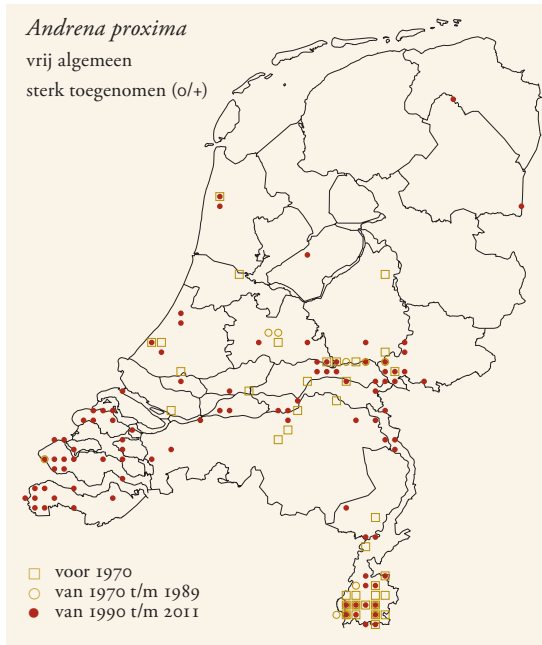 Andrena proxima
vrij algemeen
sterk toegenomen (0/+)
voor 1970
van 1970 t/m 1989
van 1990 t/m 2011